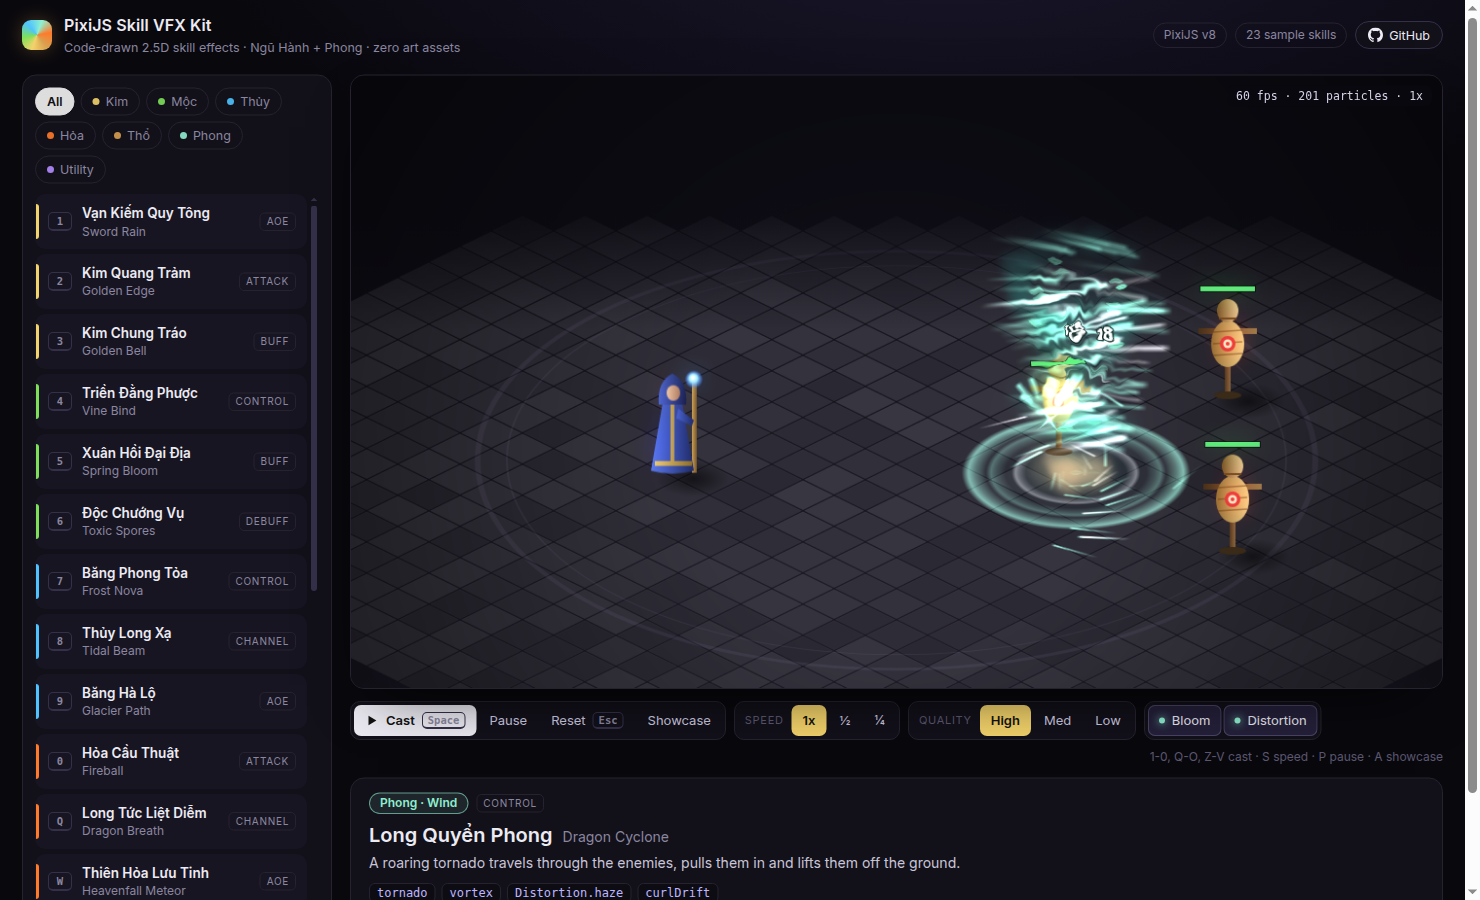 PixiJS Skill VFX Kit
Code-drawn 2.5D skill effects · Ngũ Hành + Phong · zero art assets
PixiJS v8
23 sample skills
GitHub
All
Kim
Mộc
Thủy
Hỏa
Thổ
Phong
Utility
1
Vạn Kiếm Quy Tông
Sword Rain
AOE
2
Kim Quang Trảm
Golden Edge
ATTACK
3
Kim Chung Tráo
Golden Bell
BUFF
4
Triền Đằng Phược
Vine Bind
CONTROL
5
Xuân Hồi Đại Địa
Spring Bloom
BUFF
6
Độc Chướng Vụ
Toxic Spores
DEBUFF
7
Băng Phong Tỏa
Frost Nova
CONTROL
8
Thủy Long Xạ
Tidal Beam
CHANNEL
9
Băng Hà Lộ
Glacier Path
AOE
0
Hỏa Cầu Thuật
Fireball
ATTACK
Q
Long Tức Liệt Diễm
Dragon Breath
CHANNEL
W
Thiên Hỏa Lưu Tinh
Heavenfall Meteor
AOE
60 fps · 201 particles · 1x
18
Cast Space
Pause
Reset Esc
Showcase
SPEED 1x ½ ¼
QUALITY High Med Low
Bloom
Distortion
1-0, Q-O, Z-V cast · S speed · P pause · A showcase
Phong · Wind
CONTROL
Long Quyển Phong Dragon Cyclone
A roaring tornado travels through the enemies, pulls them in and lifts them off the ground.
tornado
vortex
Distortion.haze
curlDrift